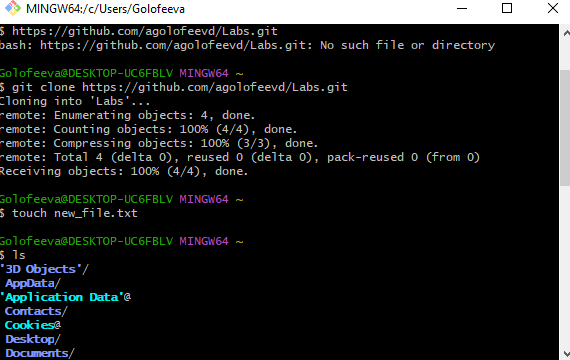 MINGW64:/c/Users/Golofeeva
$ https://github.com/agolofeevd/Labs.git
bash: https://github.com/agolofeevd/Labs.git: No such file or directory
Golofeeva@DESKTOP-UC6FBLV MINGW64 ~
$ git clone https://github.com/agolofeevd/Labs.git
Cloning into 'Labs'...
remote: Enumerating objects: 4, done.
remote: Counting objects: 100% (4/4), done.
remote: Compressing objects: 100% (3/3), done.
remote: Total 4 (delta 0), reused 0 (delta 0), pack-reused 0 (from 0)
Receiving objects: 100% (4/4), done.
Golofeeva@DESKTOP-UC6FBLV MINGW64 ~
$ touch new_file.txt
Golofeeva@DESKTOP-UC6FBLV MINGW64 ~
$ ls
'3D Objects'/
AppData/
'Application Data'@
Contacts/
Cookies@
Desktop/
Documents/